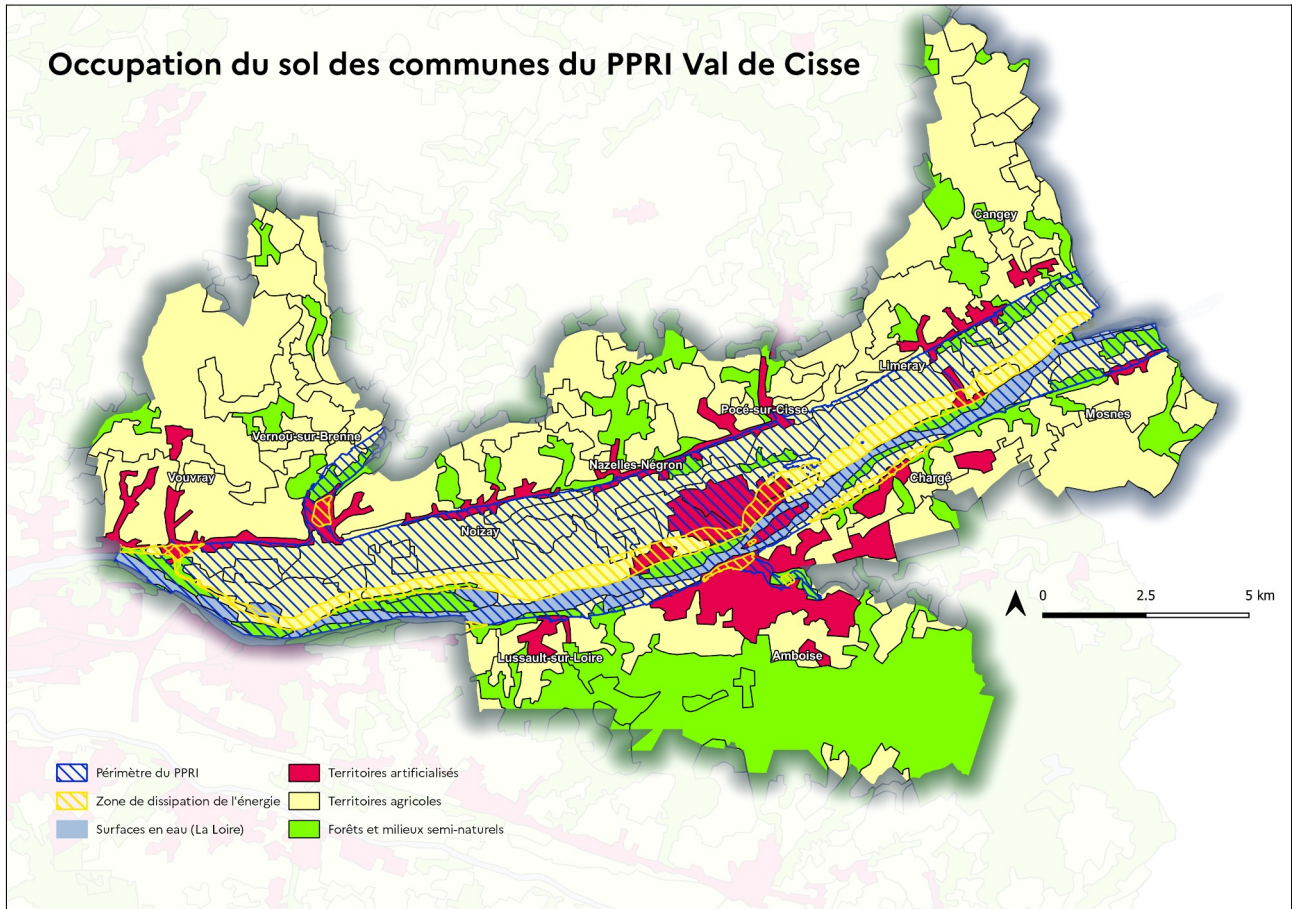 Occupation du sol des communes du PPRI Val de Cisse
Cangey
Limeray
Pocé-sur-Cisse
Mosnes
Vernou-sur-Brenne
Nazelles-Négron
Vouvray
Chargé
Noizay
0 2.5 5 km
Lussault-sur-Loire
Amboise
Périmètre du PPRI
Zone de dissipation de l'énergie
Surfaces en eau (La Loire)
Territoires artificialisés
Territoires agricoles
Forêts et milieux semi-naturels